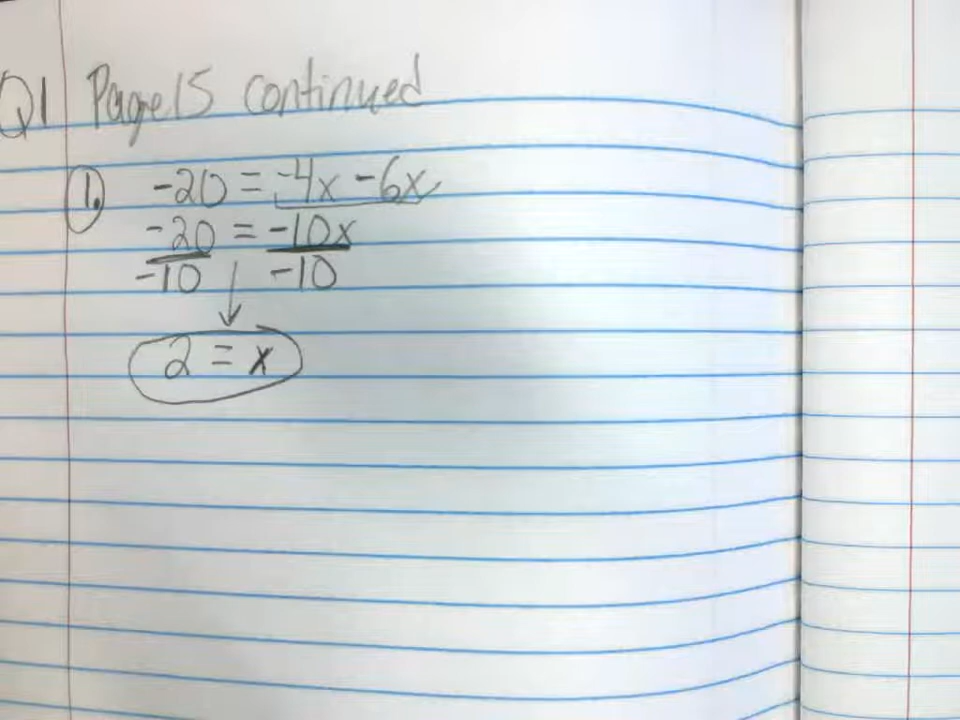 Q1 Page 15 continued
1. -20 = -4x - 6x
-20 = -10x
-10 -10
2 = x